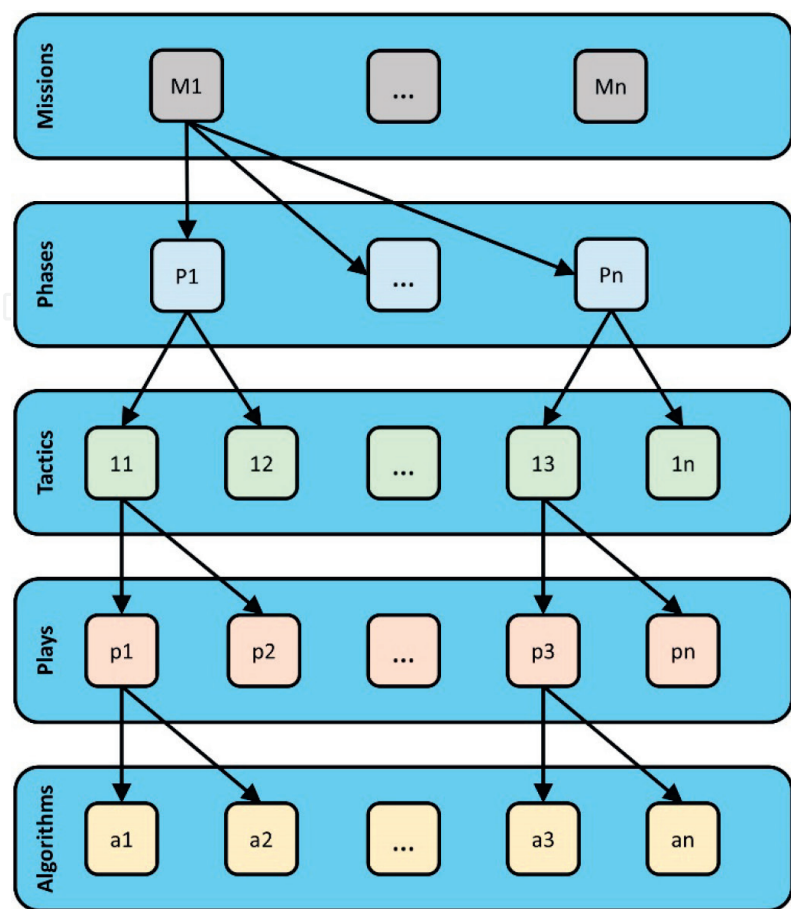 Missions
M1
...
Mn
Phases
P1
...
Pn
Tactics
11
12
...
13
1n
Plays
p1
p2
...
p3
pn
Algorithms
a1
a2
...
a3
an